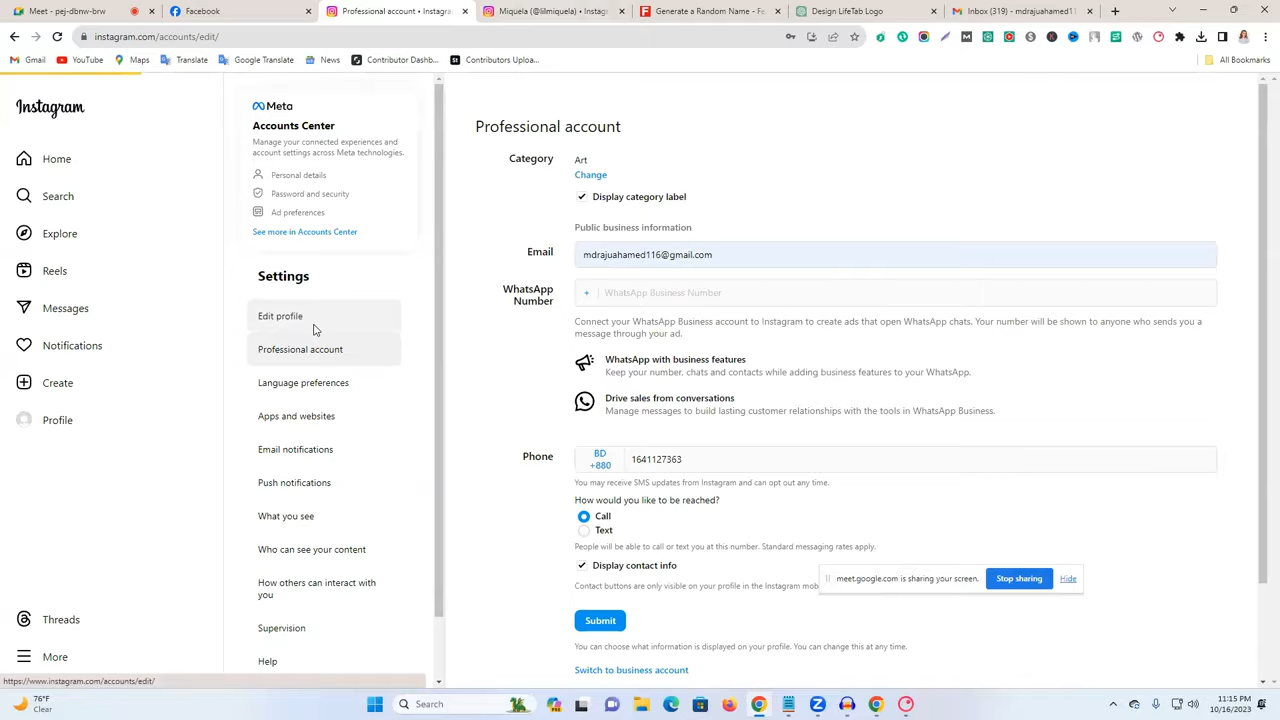 Meet - pejdbnbw-brw
Facebook
Professional account • Instagr
Miquela (@lilmiquela) • Instag
Generate a Random Name - F
Design LifeTab Logo
Inbox (319) - mdrajuahamed11
instagram.com/accounts/edit/
Gmail
YouTube
Maps
Translate
Google Translate
News
Contributor Dashb...
Contributors Uploa...
All Bookmarks
Instagram
Home
Search
Explore
Reels
Messages
Notifications
Create
Profile
Threads
More
Meta
Accounts Center
Manage your connected experiences and
account settings across Meta technologies.
Personal details
Password and security
Ad preferences
See more in Accounts Center
Settings
Edit profile
Professional account
Language preferences
Apps and websites
Email notifications
Push notifications
What you see
Who can see your content
How others can interact with
you
Supervision
Help
Professional account
Category
Art
Change
Display category label
Public business information
Email
mdrajuahamed116@gmail.com
WhatsApp
Number
+ WhatsApp Business Number
Connect your WhatsApp Business account to Instagram to create ads that open WhatsApp chats. Your number will be shown to anyone who sends you a
message through your ad.
WhatsApp with business features
Keep your number, chats and contacts while adding business features to your WhatsApp.
Drive sales from conversations
Manage messages to build lasting customer relationships with the tools in WhatsApp Business.
Phone
BD
+880
1641127363
You may receive SMS updates from Instagram and can opt out any time.
How would you like to be reached?
Call
Text
People will be able to call or text you at this number. Standard messaging rates apply.
Display contact info
Contact buttons are only visible on your profile in the Instagram mob
meet.google.com is sharing your screen.
Stop sharing
Hide
Submit
You can choose what information is displayed on your profile. You can change this at any time.
Switch to business account
https://www.instagram.com/accounts/edit/
76°F
Clear
Search
11:15 PM
10/16/2023